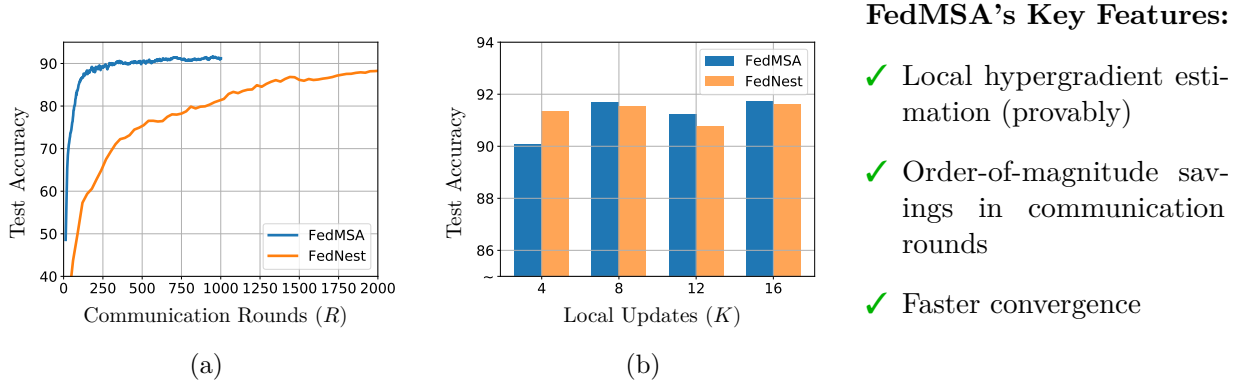 94
92
90
88
86
~
Test Accuracy
FedMSA
FedNest
4
8
12
16
Local Updates (K)
(b)
90
80
70
60
50
40
Test Accuracy
FedMSA
FedNest
0
250
500
750
1000
1250
1500
1750
2000
Communication Rounds (R)
(a)
FedMSA's Key Features:
✓ Local hypergradient esti-
mation (provably)
✓ Order-of-magnitude sav-
ings in communication
rounds
✓ Faster convergence